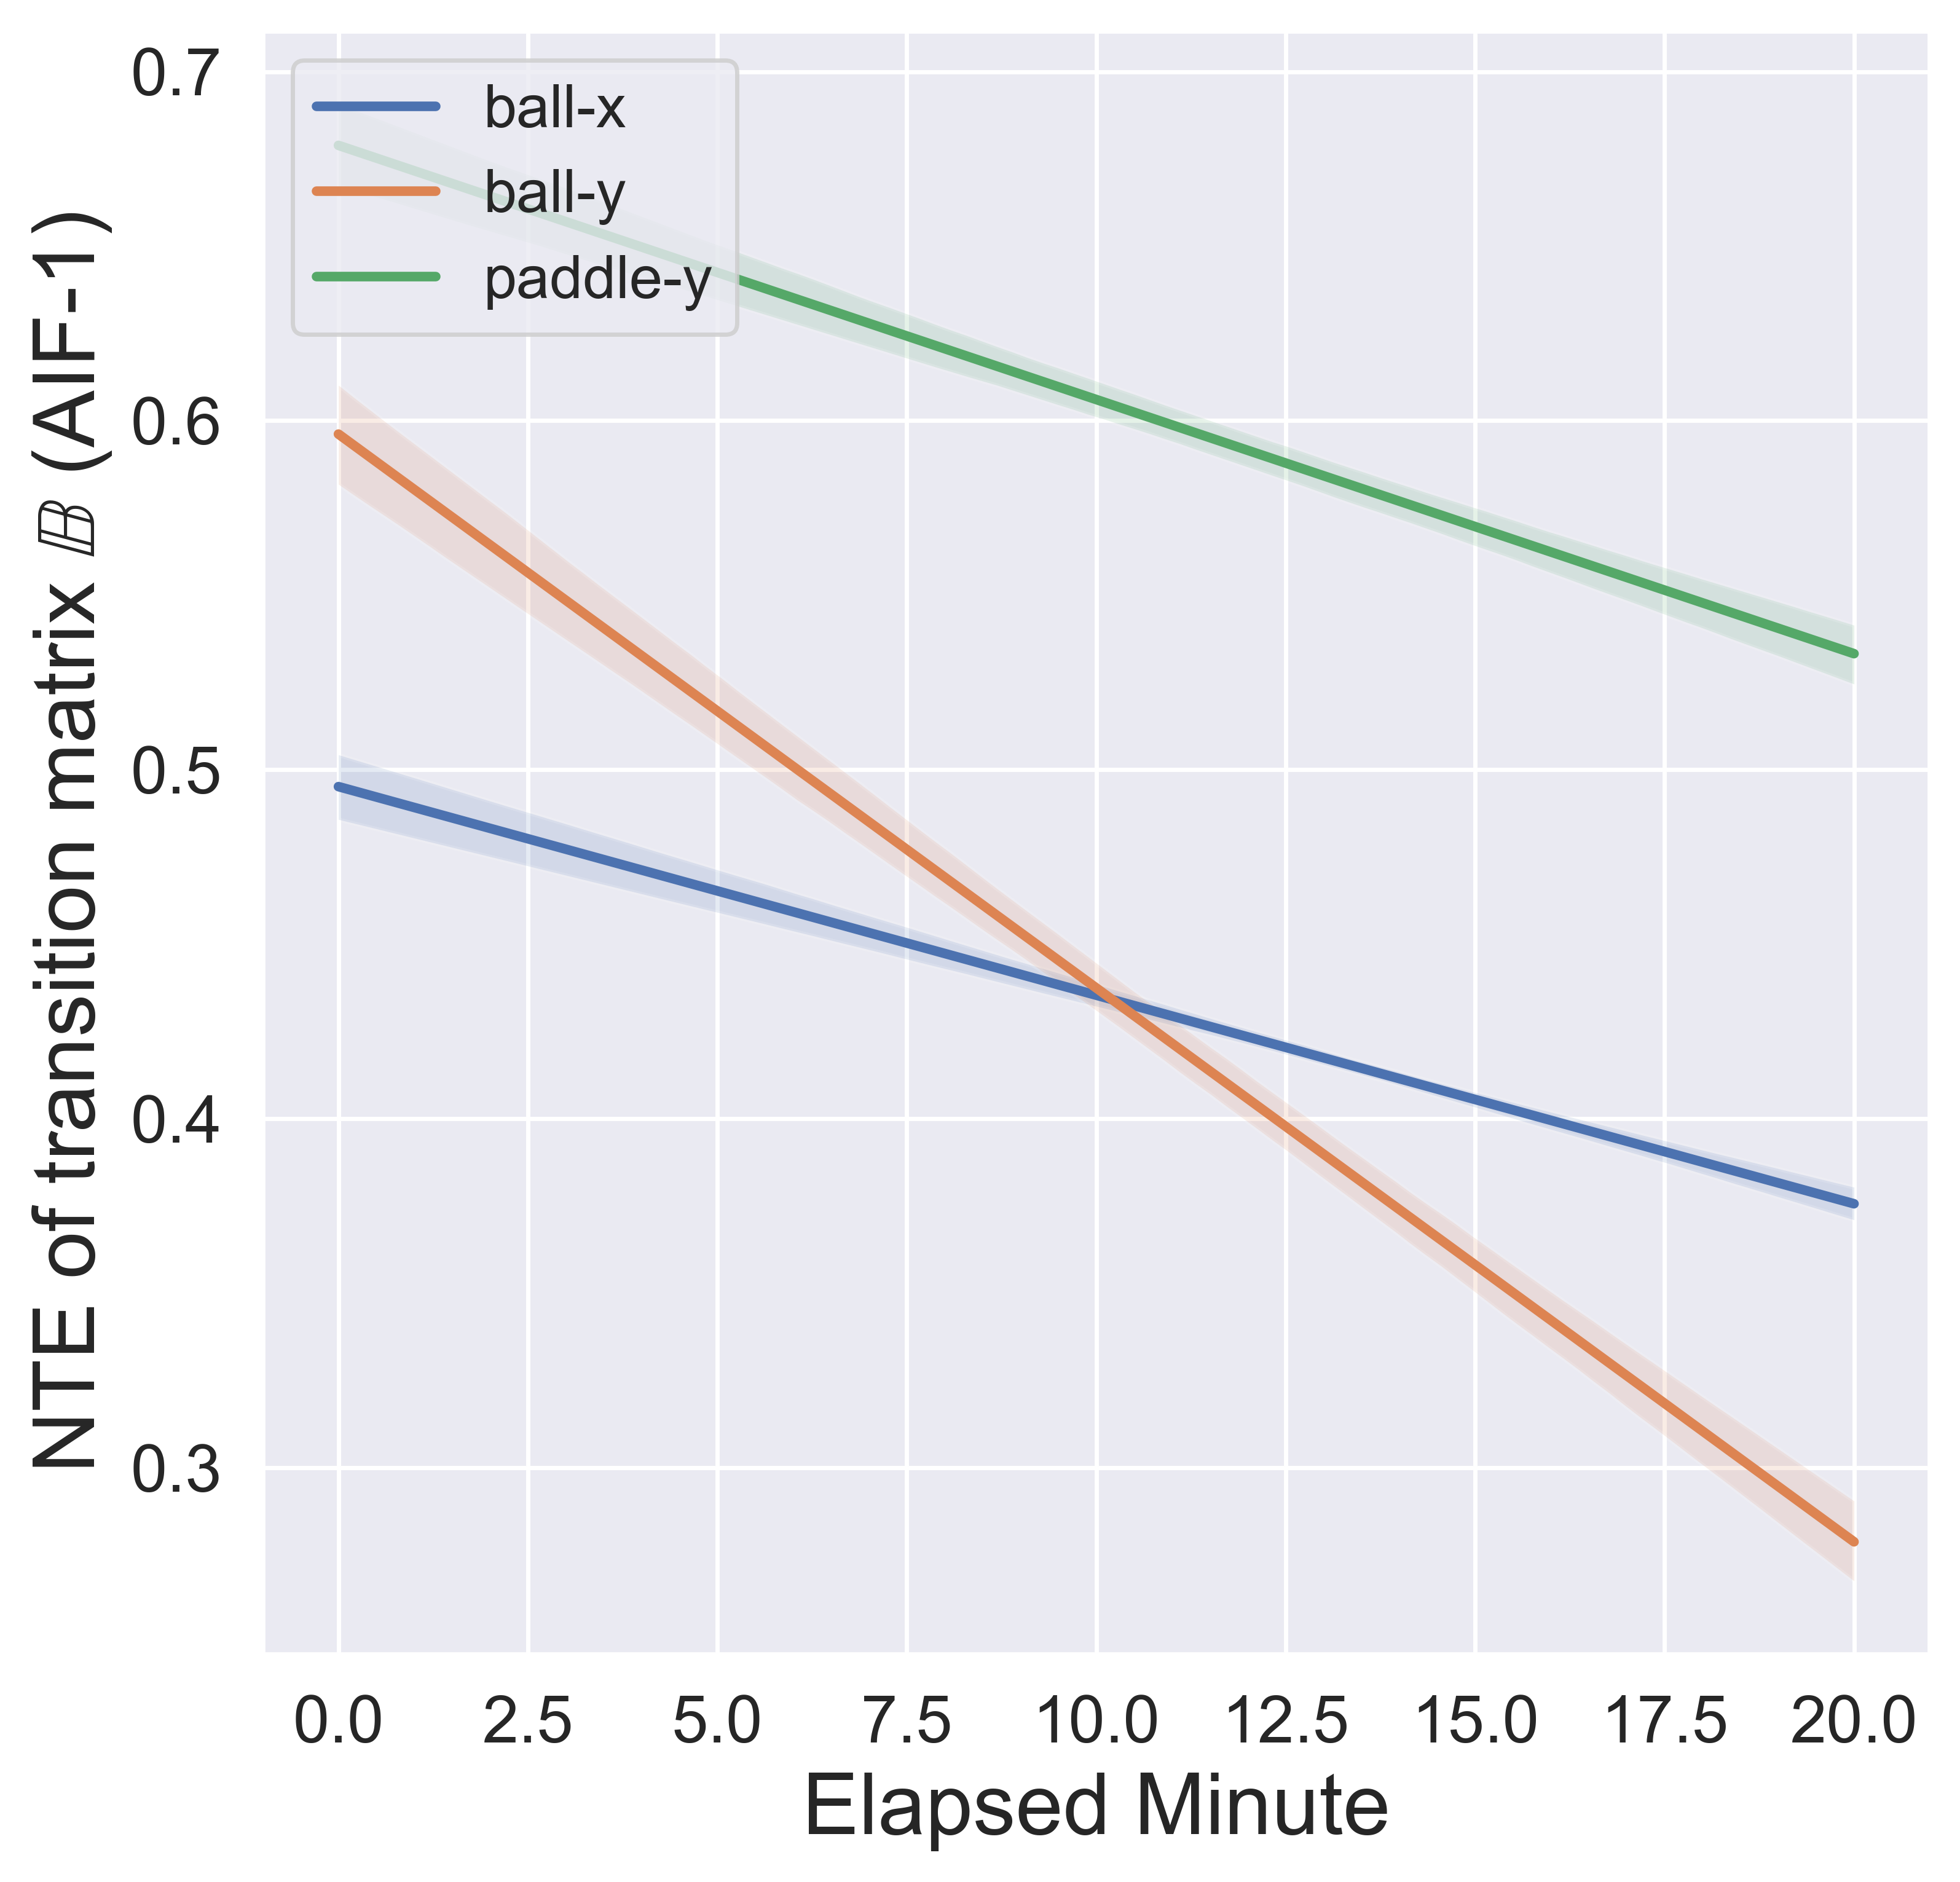 NTE of transition matrix 𝔹 (AIF-1)
0.7
0.6
0.5
0.4
0.3
ball-x
ball-y
paddle-y
0.0 2.5 5.0 7.5 10.0 12.5 15.0 17.5 20.0
Elapsed Minute